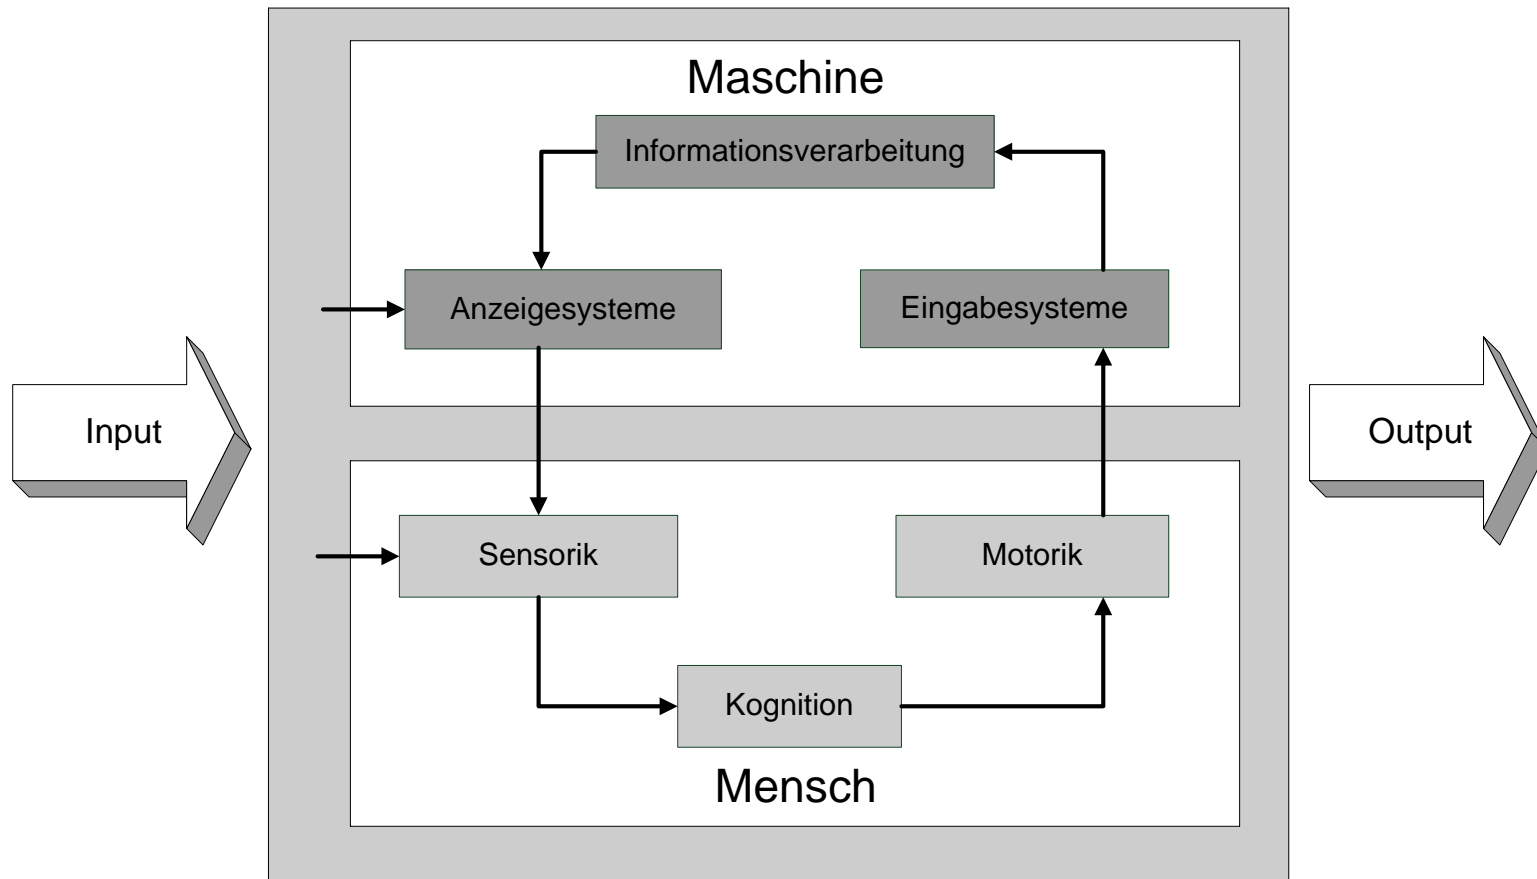 Maschine
Informationsverarbeitung
Anzeigesysteme
Eingabesysteme
Input
Output
Sensorik
Motorik
Kognition
Mensch